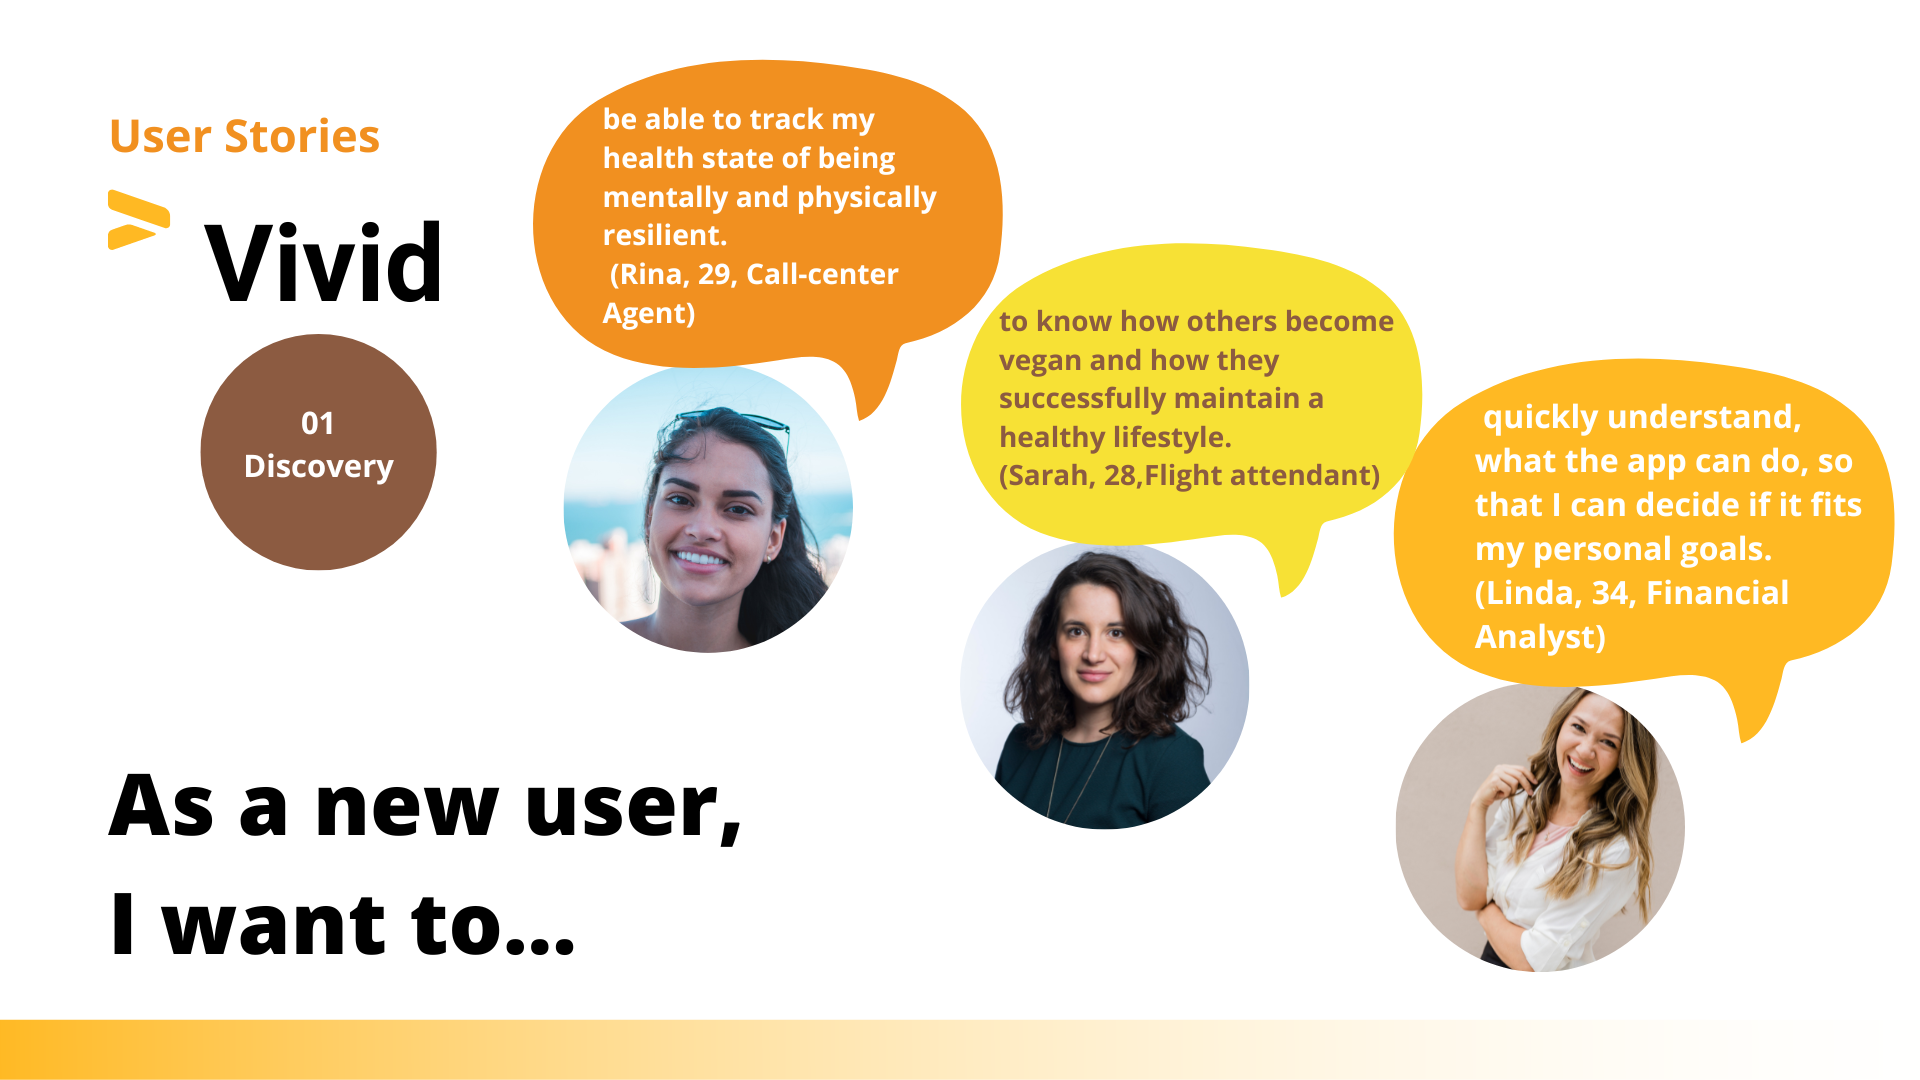 User Stories
Vivid
01
Discovery
be able to track my
health state of being
mentally and physically
resilient.
(Rina, 29, Call-center
Agent)
to know how others become
vegan and how they
successfully maintain a
healthy lifestyle.
(Sarah, 28,Flight attendant)
quickly understand,
what the app can do, so
that I can decide if it fits
my personal goals.
(Linda, 34, Financial
Analyst)
As a new user,
I want to...